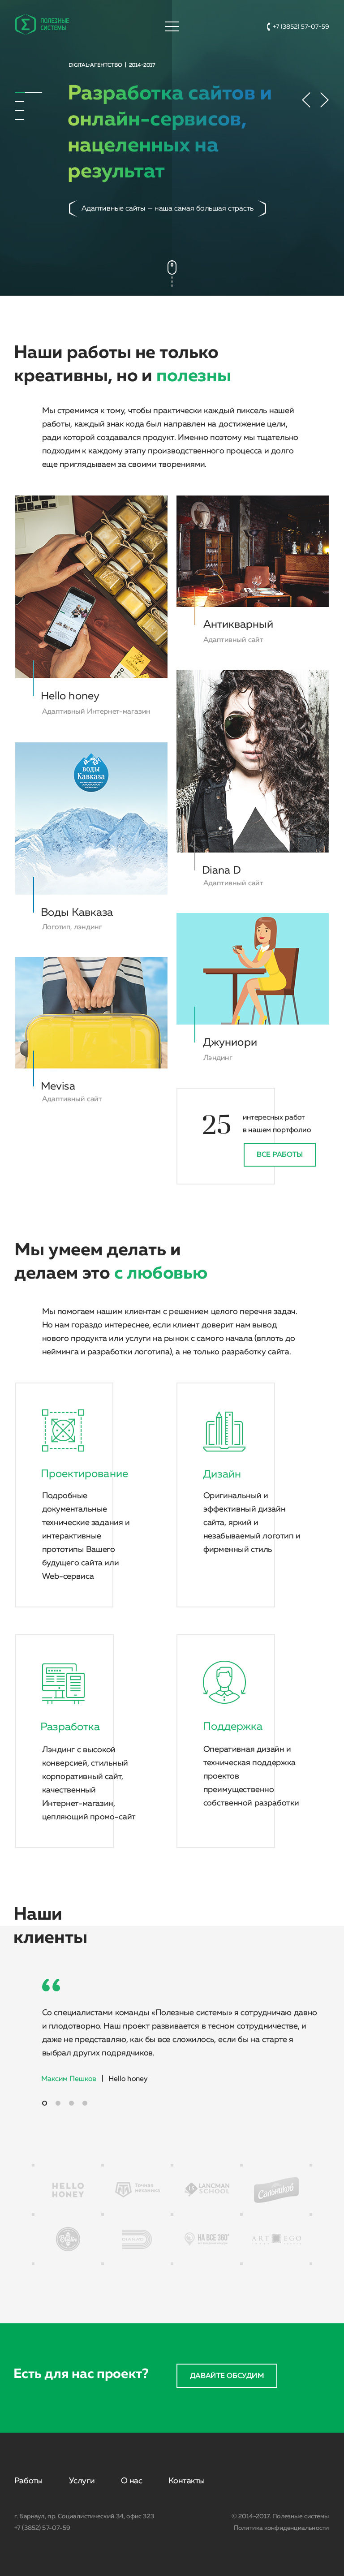 ПОЛЕЗНЫЕ
СИСТЕМЫ
+7 (3852) 57-07-59
DIGITAL-АГЕНТСТВО | 2014-2017
Разработка сайтов и
онлайн-сервисов,
нацеленных на
результат
Адаптивные сайты — наша самая большая страсть
Наши работы не только
креативны, но и полезны
Мы стремимся к тому, чтобы практически каждый пиксель нашей
работы, каждый знак кода был направлен на достижение цели,
ради которой создавался продукт. Именно поэтому мы тщательно
подходим к каждому этапу производственного процесса и долго
еще приглядываем за своими творениями.
Hello honey
Адаптивный Интернет-магазин
Антикварный
Адаптивный сайт
ВОДЫ
Кавказа
Воды Кавказа
Логотип, лэндинг
Diana D
Адаптивный сайт
Mevisa
Адаптивный сайт
Джуниори
Лэндинг
25
интересных работ
в нашем портфолио
ВСЕ РАБОТЫ
Мы умеем делать и
делаем это с любовью
Мы помогаем нашим клиентам с решением целого перечня задач.
Но нам гораздо интереснее, если клиент доверит нам вывод
нового продукта или услуги на рынок с самого начала (вплоть до
нейминга и разработки логотипа), а не только разработку сайта.
Проектирование
Подробные
документальные
технические задания и
интерактивные
прототипы Вашего
будущего сайта или
Web-сервиса
Дизайн
Оригинальный и
эффективный дизайн
сайта, яркий и
незабываемый логотип и
фирменный стиль
Разработка
Лэндинг с высокой
конверсией, стильный
корпоративный сайт,
качественный
Интернет-магазин,
цепляющий промо-сайт
Поддержка
Оперативная дизайн и
техническая поддержка
проектов
преимущественно
собственной разработки
Наши
клиенты
Со специалистами команды «Полезные системы» я сотрудничаю давно
и плодотворно. Наш проект развивается в тесном сотрудничестве, и
даже не представляю, как бы все сложилось, если бы на старте я
выбрал других подрядчиков.
Максим Пешков | Hello honey
HELLO
HONEY
LANCMAN
SCHOOL
НА ВСЕ 360°
ART EGO
Есть для нас проект?
ДАВАЙТЕ ОБСУДИМ
Работы
Услуги
О нас
Контакты
г. Барнаул, пр. Социалистический 34, офис 323
+7 (3852) 57-07-59
© 2014-2017. Полезные системы
Политика конфиденциальности